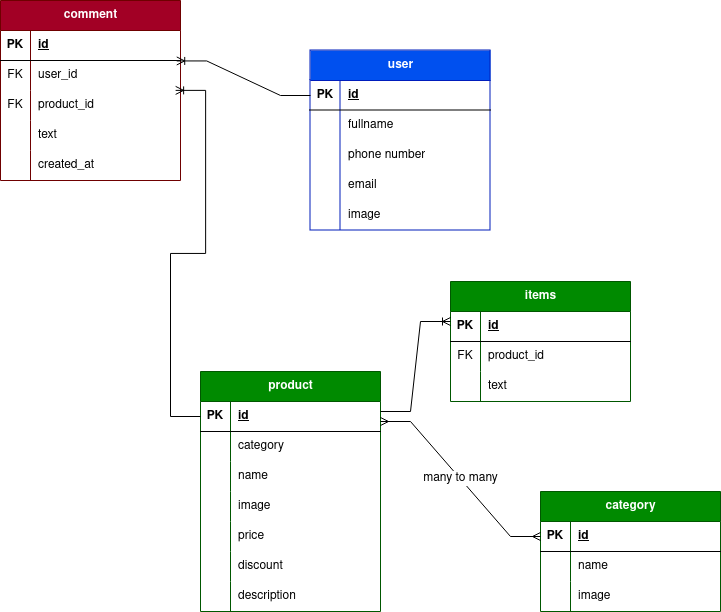 comment
PK id
FK user_id
FK product_id
text
created_at
user
PK id
fullname
phone number
email
image
items
PK id
FK product_id
text
product
PK id
category
name
image
price
discount
description
many to many
category
PK id
name
image